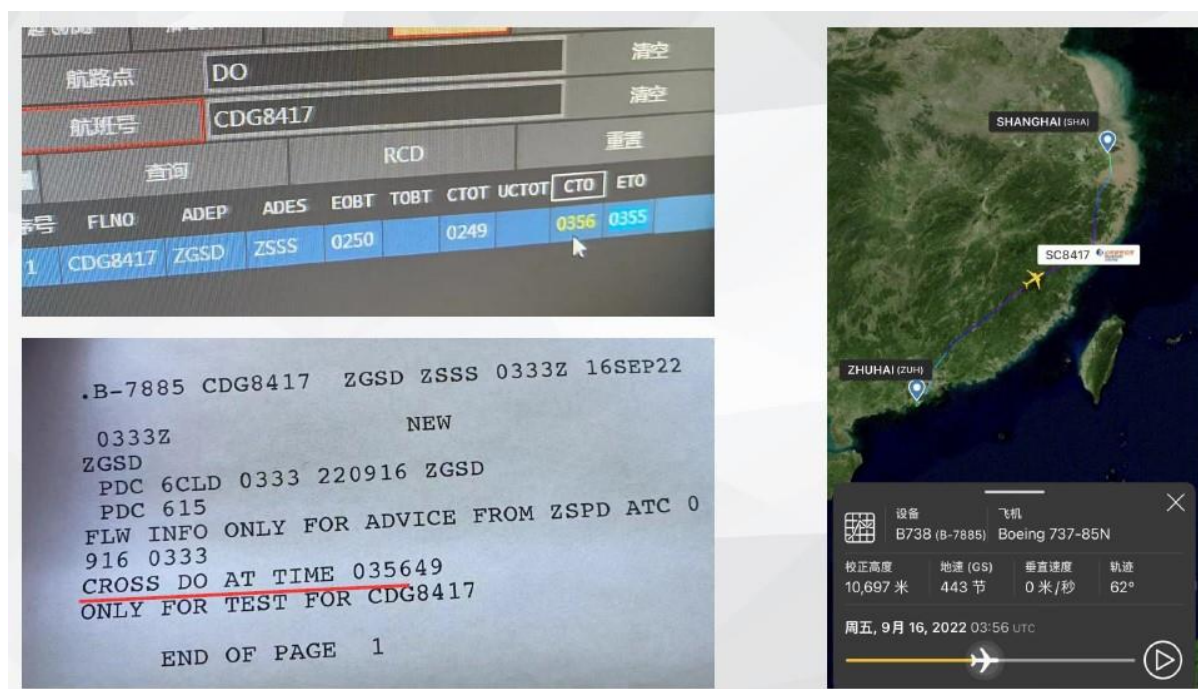 航路点 DO 清空
航班号 CDG8417 清空
查询 RCD 重置
序号 FLNO ADEP ADES EOBT TOBT CTOT UCTOT CTO ETO
1 CDG8417 ZGSD ZSSS 0250 0249 0356 0355
.B-7885 CDG8417 ZGSD ZSSS 0333Z 16SEP22
0333Z NEW
ZGSD
PDC 6CLD 0333 220916 ZGSD
PDC 615
FLW INFO ONLY FOR ADVICE FROM ZSPD ATC 0
916 0333
CROSS DO AT TIME 035649
ONLY FOR TEST FOR CDG8417
END OF PAGE 1
SHANGHAI (SHA)
SC8417
ZHUHAI (ZUH)
设备 飞机
B738 (B-7885) Boeing 737-85N
校正高度 地速 (GS) 垂直速度 轨迹
10,697 米 443 节 0 米/秒 62°
周五, 9月 16, 2022 03:56 UTC